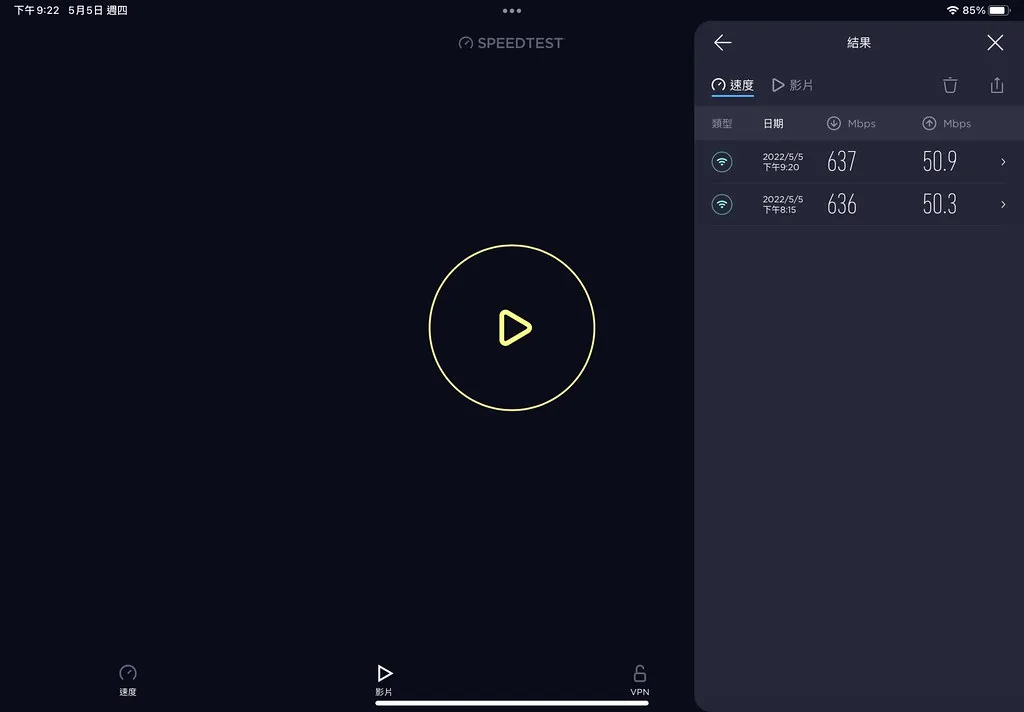 下午9:22 5月5日 週四
85%
SPEEDTEST
結果
速度 影片
類型 日期 Mbps Mbps
2022/5/5
下午9:20
637 50.9
2022/5/5
下午8:15
636 50.3
速度 影片 VPN